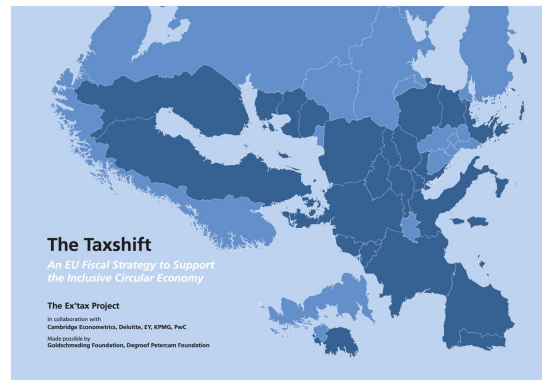 The Taxshift
An EU Fiscal Strategy to Support
the Inclusive Circular Economy
The Ex'tax Project
In collaboration with
Cambridge Econometrics, Deloitte, EY, KPMG, PwC
Made possible by
Goldschmeding Foundation, Degroof Petercam Foundation